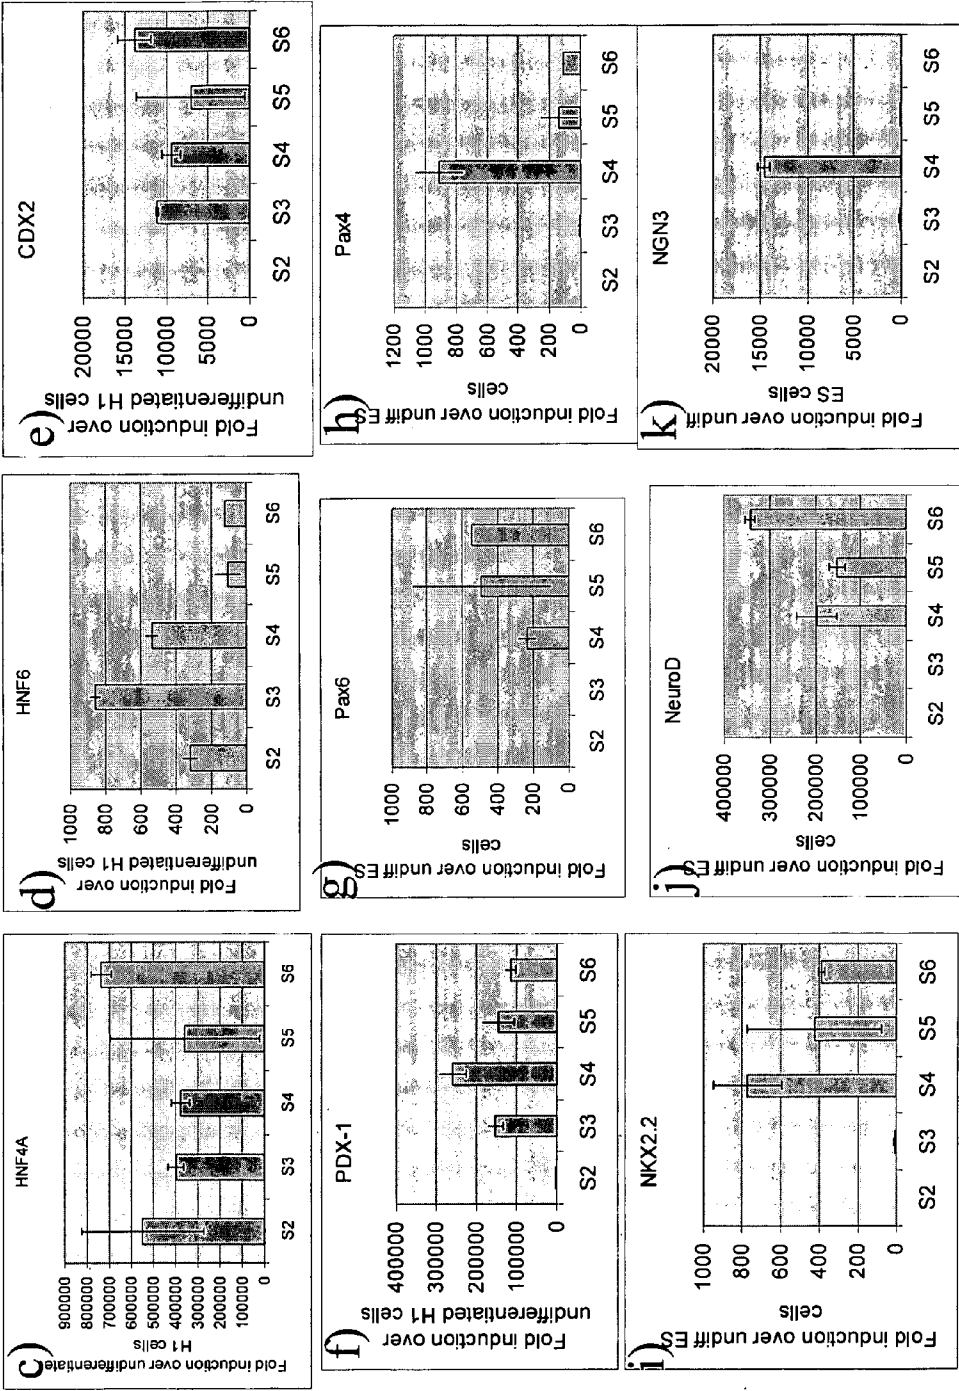 c)
HNF4A
Fold induction over undifferentiate
H1 cells
900000
800000
700000
600000
500000
400000
300000
200000
100000
0
S2 S3 S4 S5 S6
d)
HNF6
Fold induction over
undifferentiated H1 cells
1000
800
600
400
200
0
S2 S3 S4 S5 S6
e)
CDX2
Fold induction over
undifferentiated H1 cells
20000
15000
10000
5000
0
S2 S3 S4 S5 S6
f)
PDX-1
Fold induction over
undifferentiated H1 cells
400000
300000
200000
100000
0
S2 S3 S4 S5 S6
g)
Pax6
Fold induction over undiff ES
cells
1000
800
600
400
200
0
S2 S3 S4 S5 S6
h)
Pax4
Fold induction over undiff ES
cells
1200
1000
800
600
400
200
0
S2 S3 S4 S5 S6
i)
NKX2.2
Fold induction over undiff ES
cells
1000
800
600
400
200
0
S2 S3 S4 S5 S6
j)
NeuroD
Fold induction over undiff ES
cells
400000
300000
200000
100000
0
S2 S3 S4 S5 S6
k)
NGN3
Fold induction over undiff
ES cells
20000
15000
10000
5000
0
S2 S3 S4 S5 S6